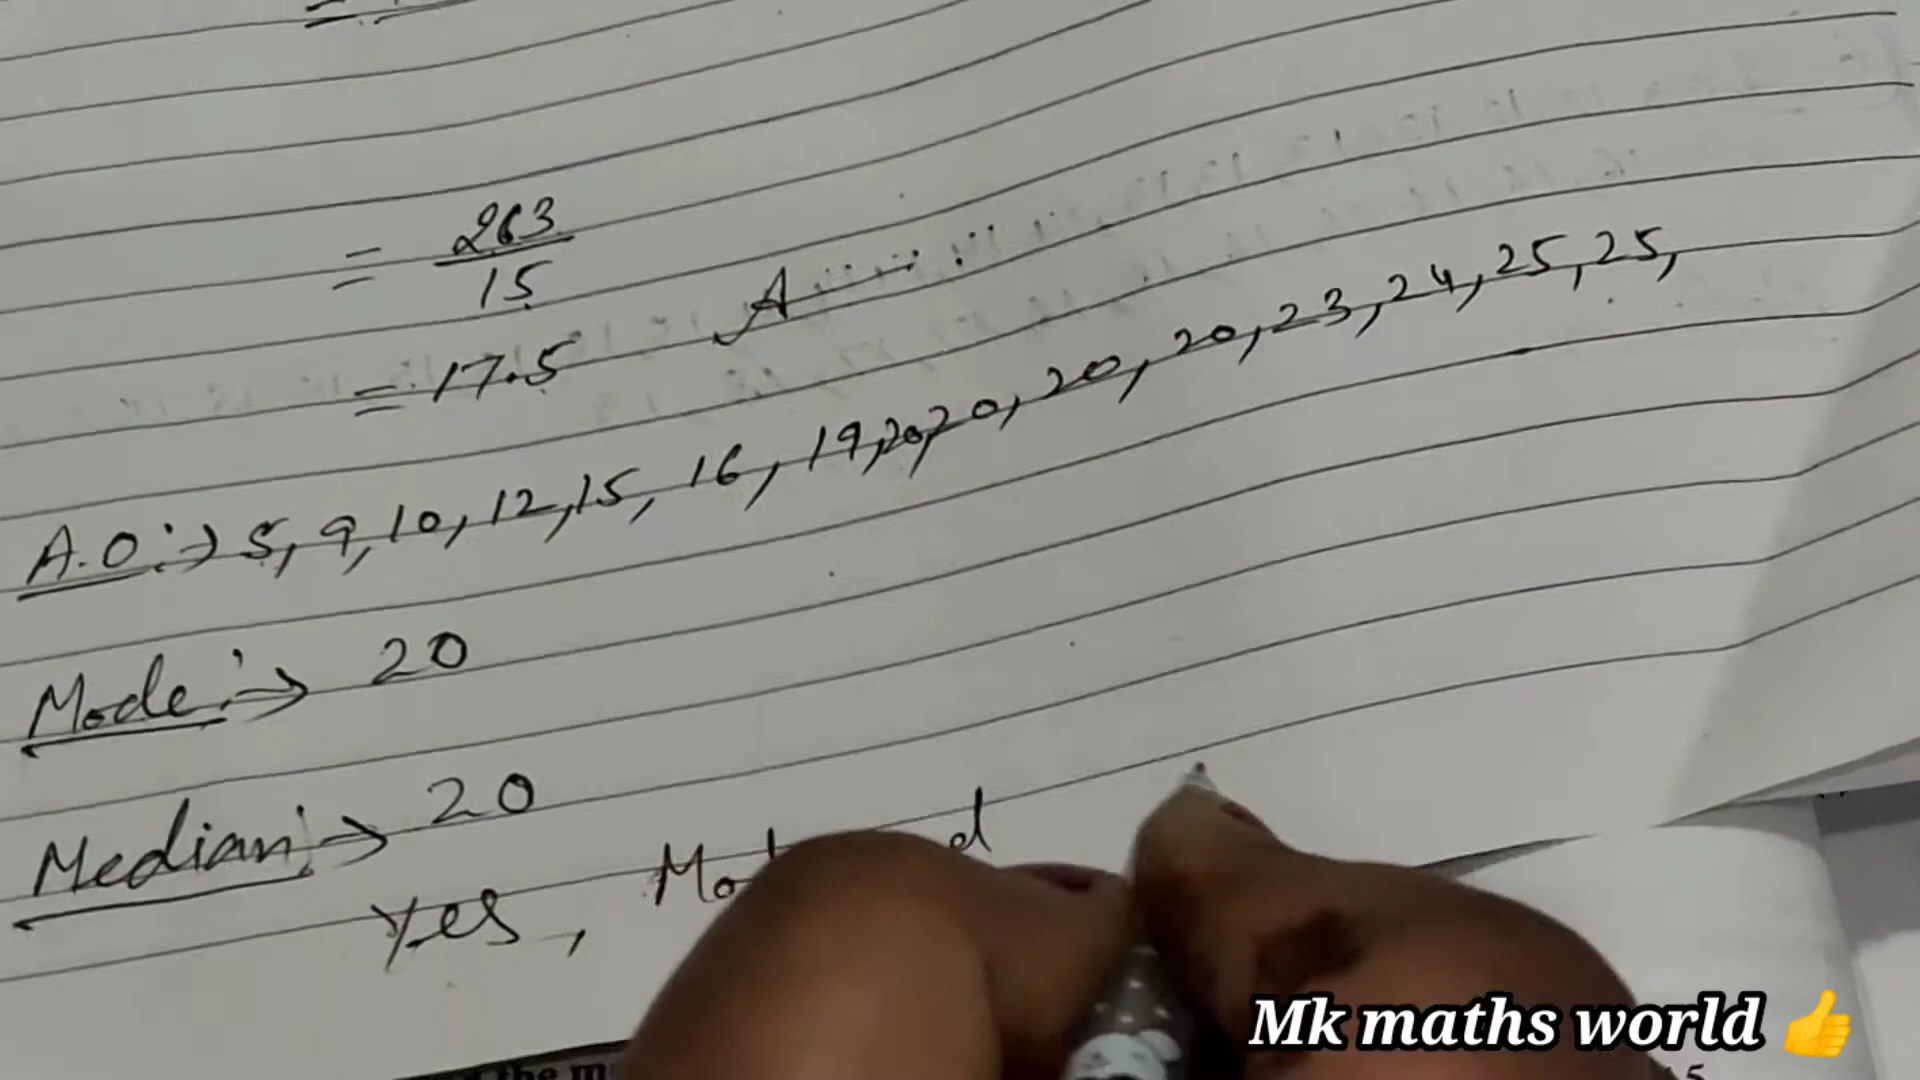 = 263
15
= 17.5 A
A.O :→ 5, 9, 10, 12, 15, 16, 19, 20, 20, 20, 20, 23, 24, 25, 25,
Mode :→ 20
Median :→ 20
Yes,
Mk maths world 👍